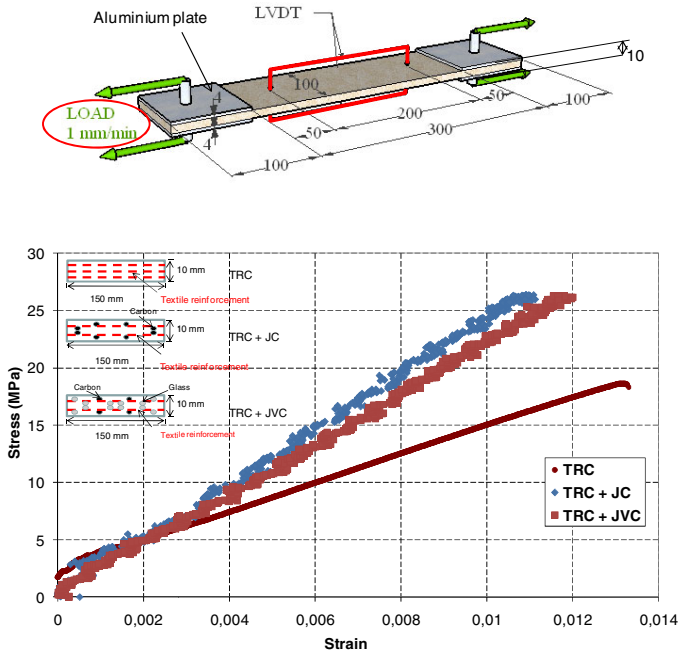 Aluminium plate
LVDT
10
100
4
LOAD
1 mm/min
4
50
200
50
100
300
100
30
25
20
15
10
5
0
Stress (MPa)
10 mm
TRC
150 mm
Textile reinforcement
Carbon
10 mm
TRC + JC
150 mm
Textile reinforcement
Carbon
Glass
10 mm
TRC + JVC
150 mm
Textile reinforcement
TRC
TRC + JC
TRC + JVC
0
0,002
0,004
0,006
0,008
0,01
0,012
0,014
Strain